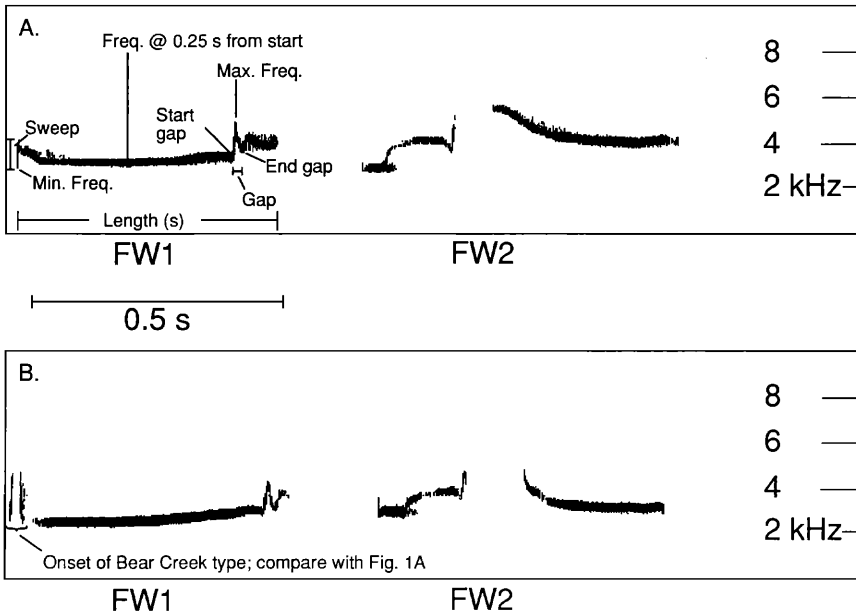 A.
Freq. @ 0.25 s from start
Max. Freq.
Start
gap
Sweep
End gap
Min. Freq.
Gap
Length (s)
8
6
4
2 kHz
FW1
FW2
0.5 s
B.
8
6
4
2 kHz
Onset of Bear Creek type; compare with Fig. 1A
FW1
FW2